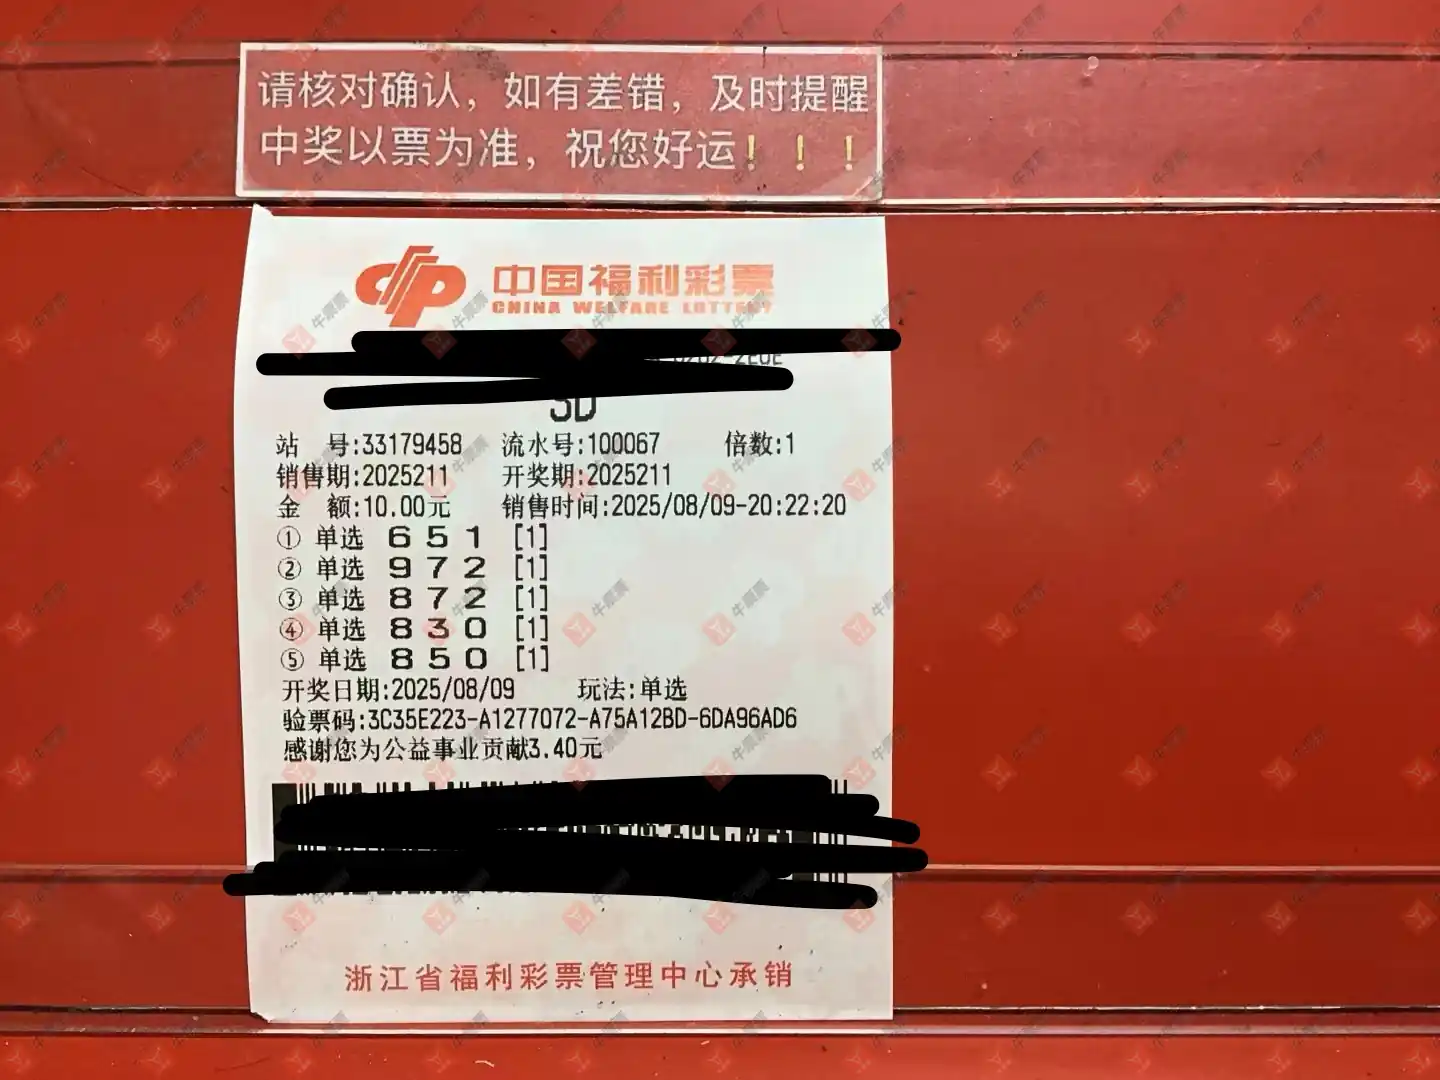 请核对确认，如有差错，及时提醒
中奖以票为准，祝您好运！！！
中国福利彩票
CHINA WELFARE LOTTERY
3D
站 号:33179458 流水号:100067 倍数:1
销售期:2025211 开奖期:2025211
金 额:10.00元 销售时间:2025/08/09-20:22:20
① 单选 6 5 1 [1]
② 单选 9 7 2 [1]
③ 单选 8 7 2 [1]
④ 单选 8 3 0 [1]
⑤ 单选 8 5 0 [1]
开奖日期:2025/08/09 玩法:单选
验票码:3C35E223-A1277072-A75A12BD-6DA96AD6
感谢您为公益事业贡献3.40元
浙江省福利彩票管理中心承销
牛票票